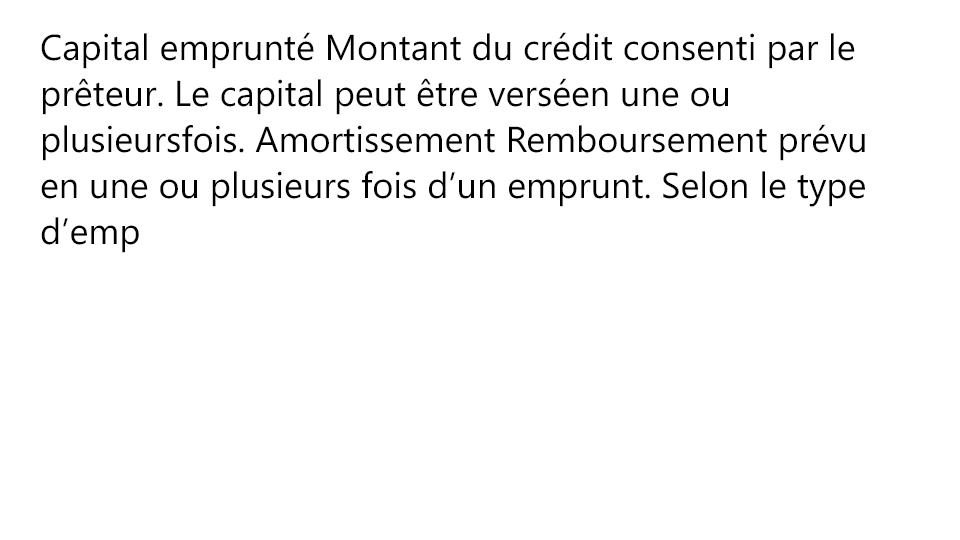 Capital emprunté Montant du crédit consenti par le
prêteur. Le capital peut être verséen une ou
plusieursfois. Amortissement Remboursement prévu
en une ou plusieurs fois d’un emprunt. Selon le type
d’emp